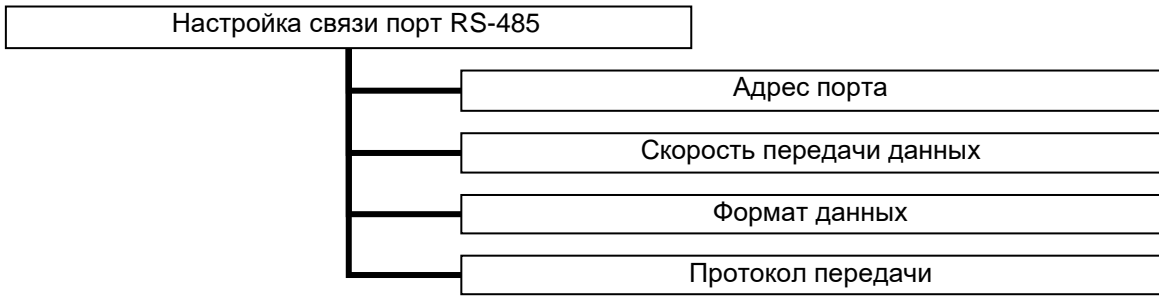 Настройка связи порт RS-485
Адрес порта
Скорость передачи данных
Формат данных
Протокол передачи